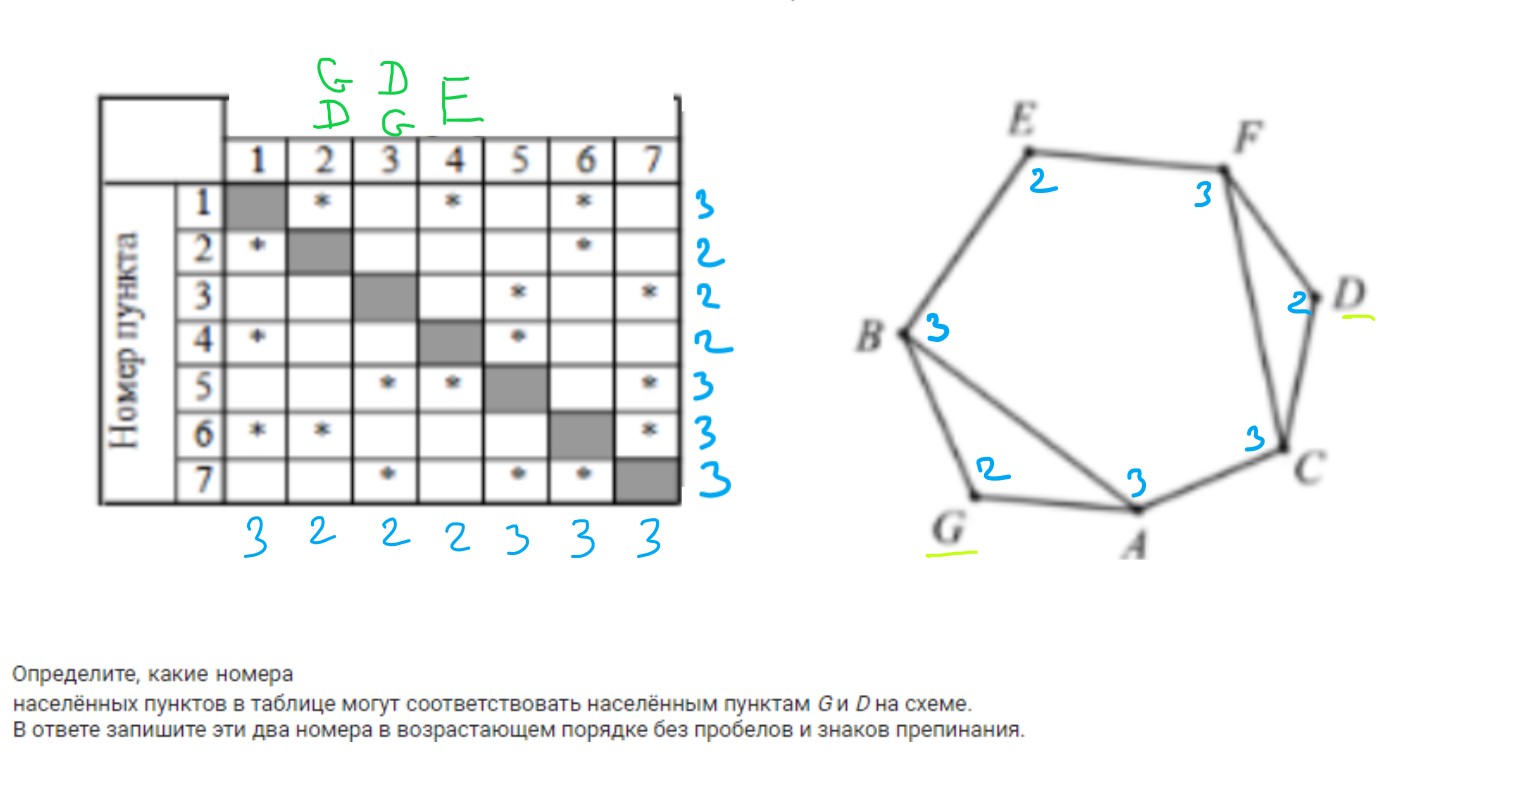 G D E
D G
1 2 3 4 5 6 7
Номер пункта
1 * * * 3
2 * * 2
3 * * 2
4 * * 2
5 * * * 3
6 * * * 3
7 * * * 3
3 2 2 2 3 3 3
E
F
2
3
D
2
B
3
3
C
2
3
G
A
Определите, какие номера
населённых пунктов в таблице могут соответствовать населённым пунктам G и D на схеме.
В ответе запишите эти два номера в возрастающем порядке без пробелов и знаков препинания.